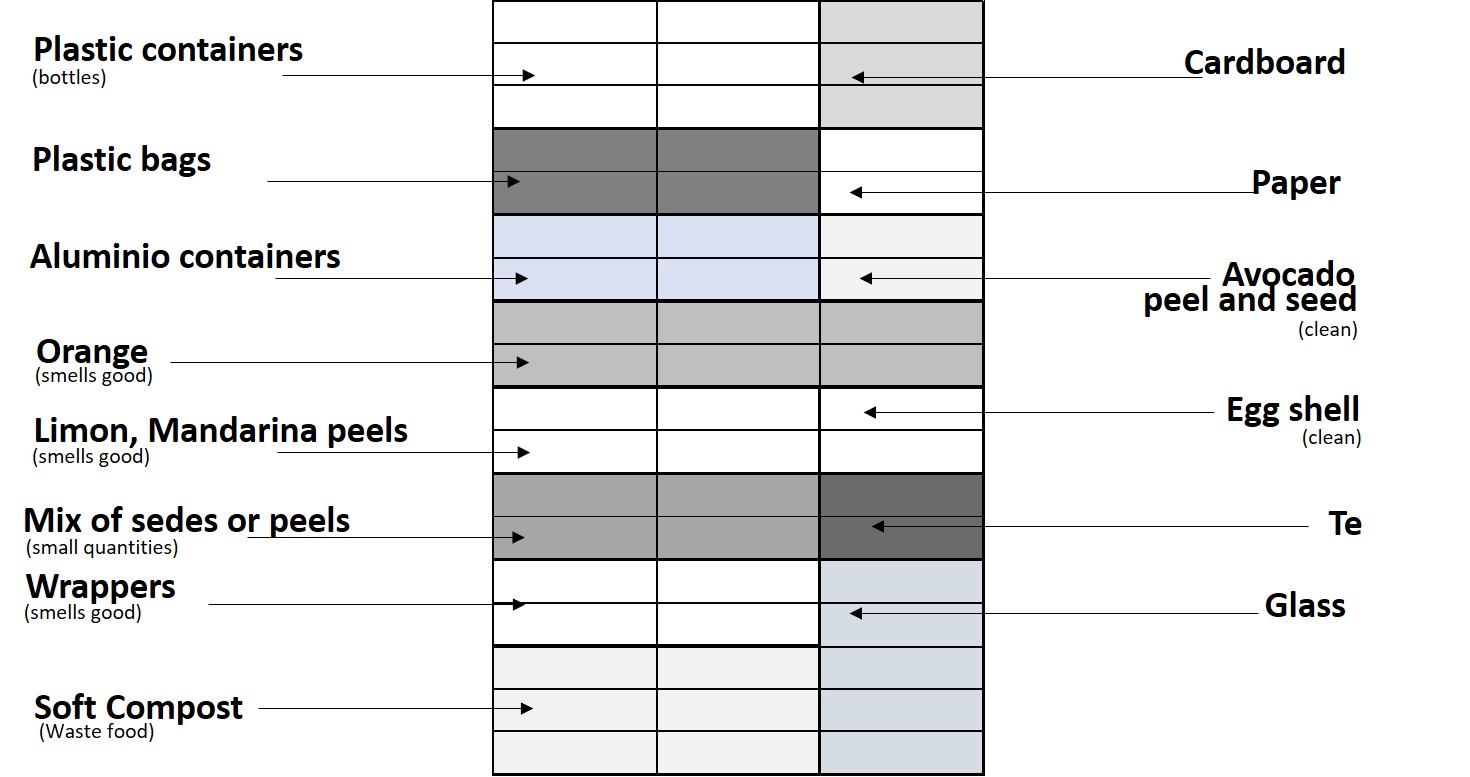 Plastic containers
(bottles)
Plastic bags
Aluminio containers
Orange
(smells good)
Limon, Mandarina peels
(smells good)
Mix of sedes or peels
(small quantities)
Wrappers
(smells good)
Soft Compost
(Waste food)
Cardboard
Paper
Avocado
peel and seed
(clean)
Egg shell
(clean)
Te
Glass